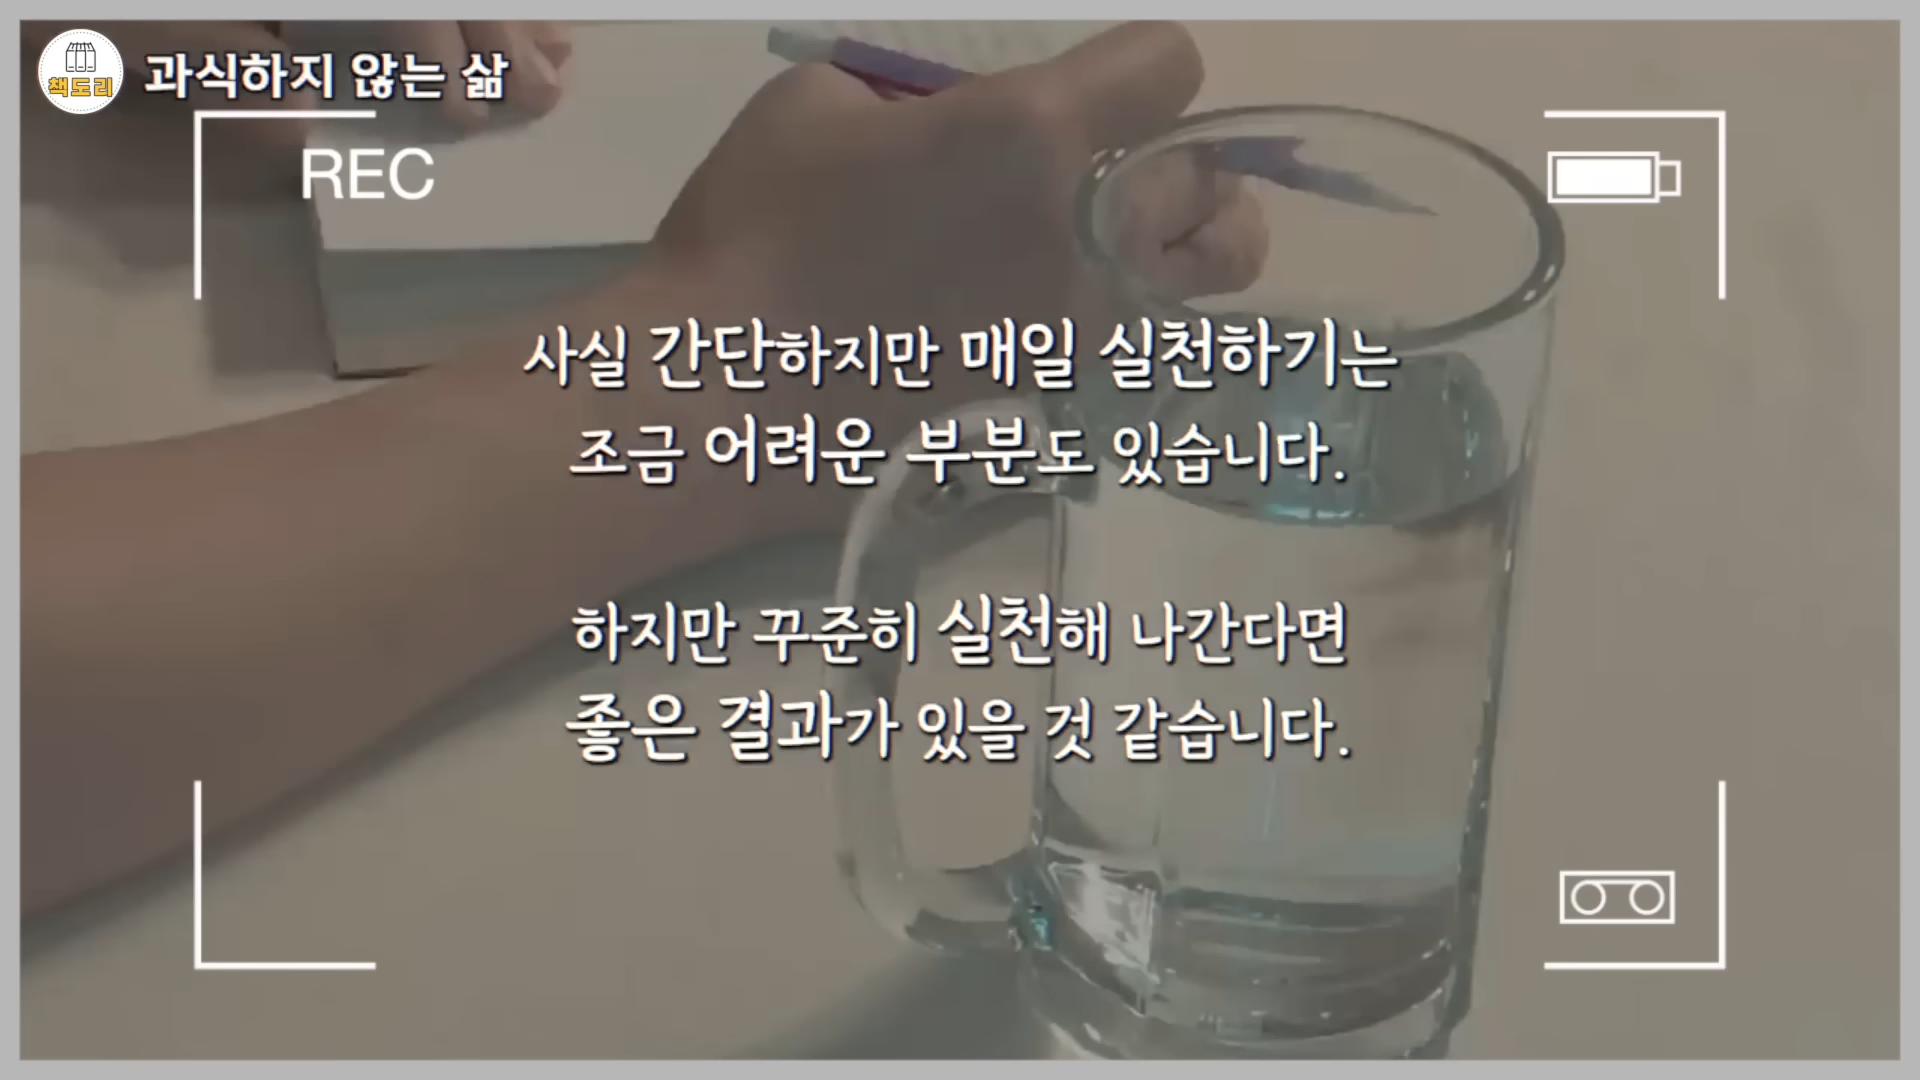 책도리
과식하지 않는 삶
REC
사실 간단하지만 매일 실천하기는
조금 어려운 부분도 있습니다.
하지만 꾸준히 실천해 나간다면
좋은 결과가 있을 것 같습니다.